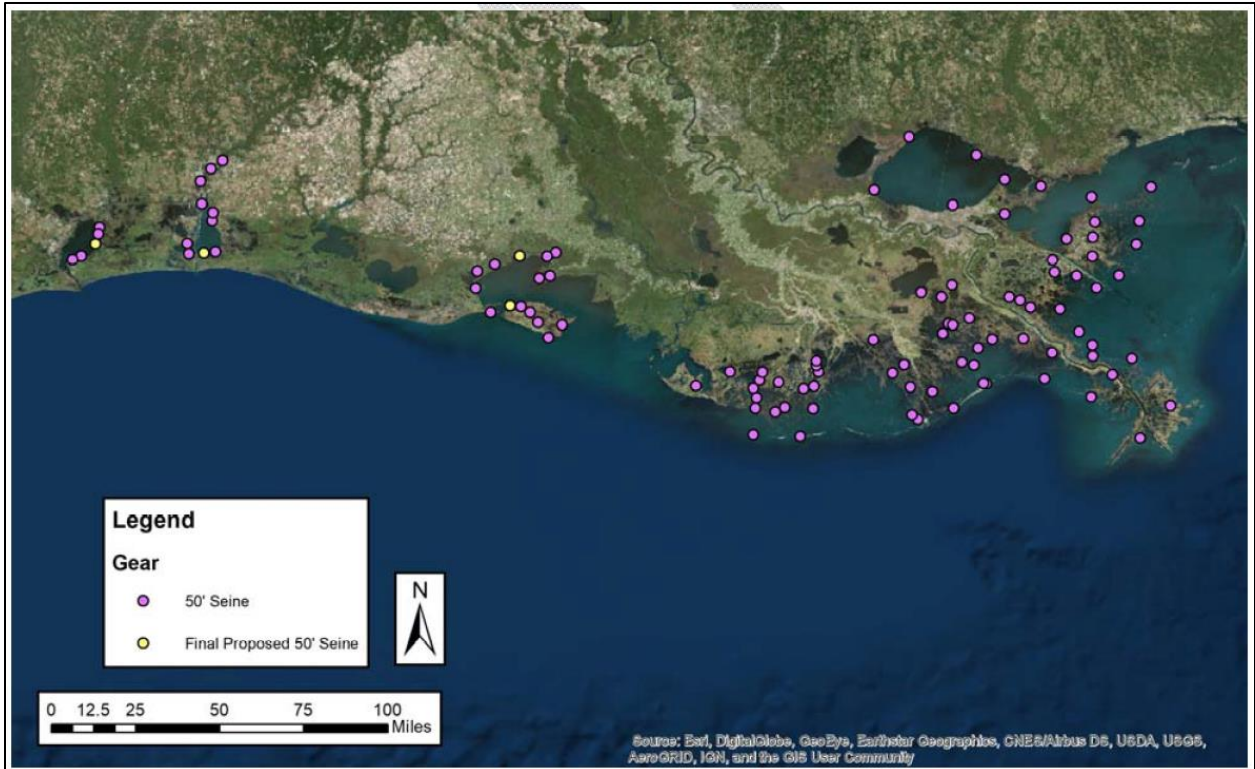 Legend
Gear
50' Seine
Final Proposed 50' Seine
N
0 12.5 25 50 75 100
Miles
Source: Esri, DigitalGlobe, GeoEye, Earthstar Geographics, CNES/Airbus DS, USDA, USGS,
AeroGRID, IGN, and the GIS User Community